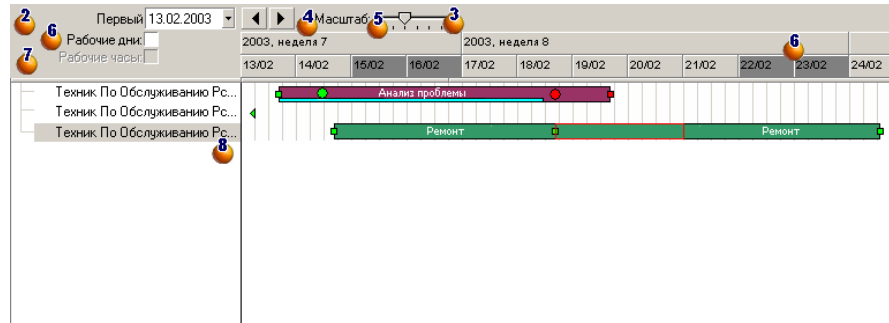 2 Первый 13.02.2003 4 Масштаб: 5 3
6 Рабочие дни:
7 Рабочие часы:
2003, неделя 7 2003, неделя 8 6
13/02 14/02 15/02 16/02 17/02 18/02 19/02 20/02 21/02 22/02 23/02 24/02
Техник По Обслуживанию Рс... Анализ проблемы
Техник По Обслуживанию Рс...
Техник По Обслуживанию Рс... Ремонт Ремонт
8